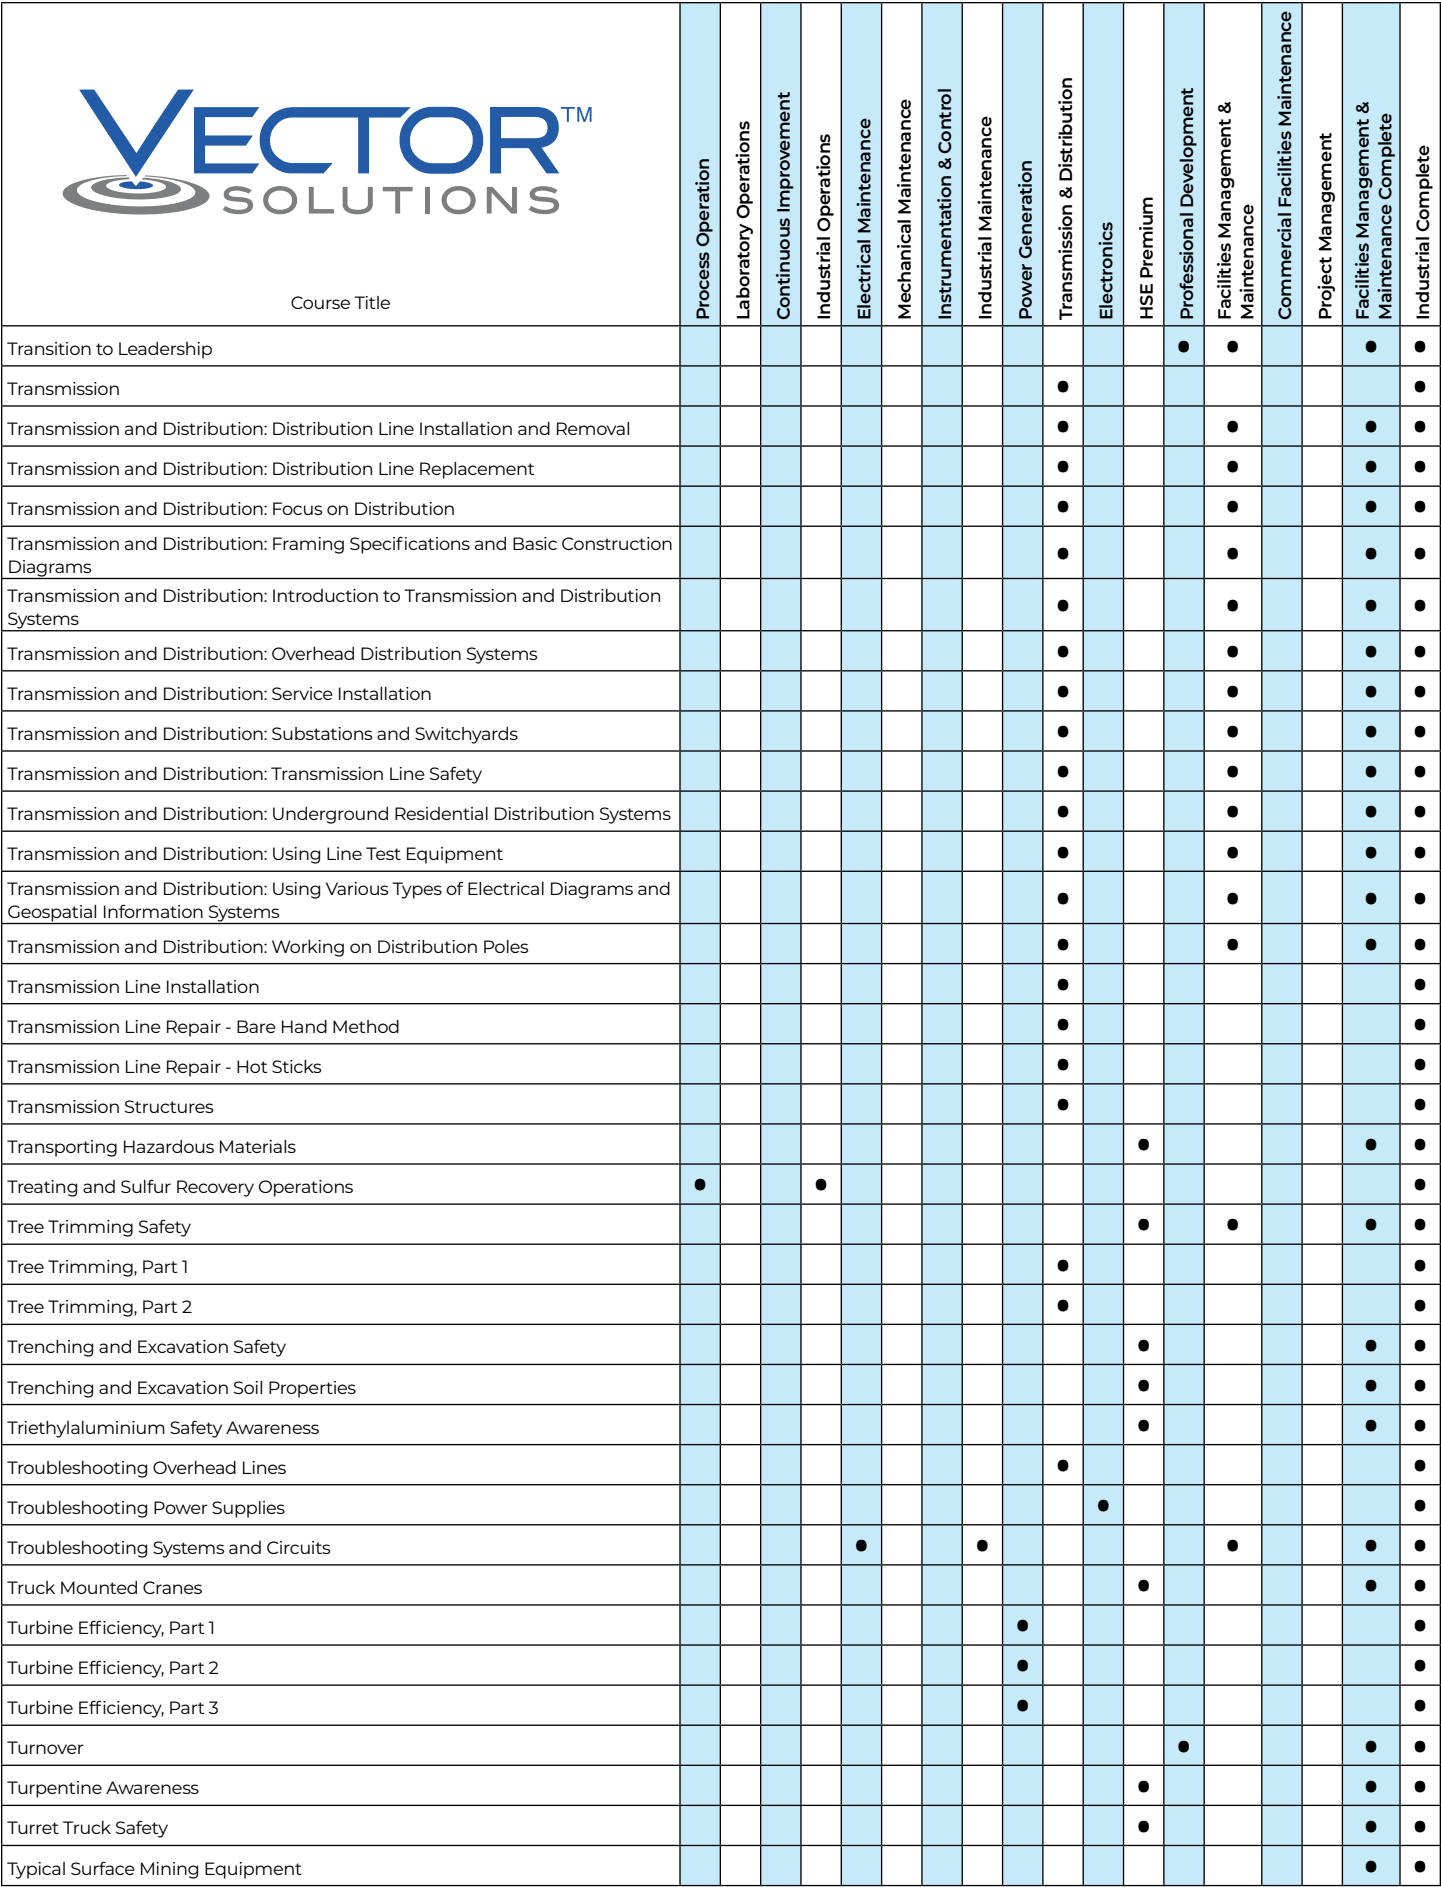 VECTOR™
SOLUTIONS
Course Title
Process Operation
Laboratory Operations
Continuous Improvement
Industrial Operations
Electrical Maintenance
Mechanical Maintenance
Instrumentation & Control
Industrial Maintenance
Power Generation
Transmission & Distribution
Electronics
HSE Premium
Professional Development
Facilities Management &
Maintenance
Commercial Facilities Maintenance
Project Management
Facilities Management &
Maintenance Complete
Industrial Complete
Transition to Leadership • • • •
Transmission • •
Transmission and Distribution: Distribution Line Installation and Removal • • • •
Transmission and Distribution: Distribution Line Replacement • • • •
Transmission and Distribution: Focus on Distribution • • • •
Transmission and Distribution: Framing Specifications and Basic Construction
Diagrams • • • •
Transmission and Distribution: Introduction to Transmission and Distribution
Systems • • • •
Transmission and Distribution: Overhead Distribution Systems • • • •
Transmission and Distribution: Service Installation • • • •
Transmission and Distribution: Substations and Switchyards • • • •
Transmission and Distribution: Transmission Line Safety • • • •
Transmission and Distribution: Underground Residential Distribution Systems • • • •
Transmission and Distribution: Using Line Test Equipment • • • •
Transmission and Distribution: Using Various Types of Electrical Diagrams and
Geospatial Information Systems • • • •
Transmission and Distribution: Working on Distribution Poles • • • •
Transmission Line Installation • •
Transmission Line Repair - Bare Hand Method • •
Transmission Line Repair - Hot Sticks • •
Transmission Structures • •
Transporting Hazardous Materials • • •
Treating and Sulfur Recovery Operations • • •
Tree Trimming Safety • • • •
Tree Trimming, Part 1 • •
Tree Trimming, Part 2 • •
Trenching and Excavation Safety • • •
Trenching and Excavation Soil Properties • • •
Triethylaluminium Safety Awareness • • •
Troubleshooting Overhead Lines • •
Troubleshooting Power Supplies • •
Troubleshooting Systems and Circuits • • • • •
Truck Mounted Cranes • • •
Turbine Efficiency, Part 1 • •
Turbine Efficiency, Part 2 • •
Turbine Efficiency, Part 3 • •
Turnover • • •
Turpentine Awareness • • •
Turret Truck Safety • • •
Typical Surface Mining Equipment • •